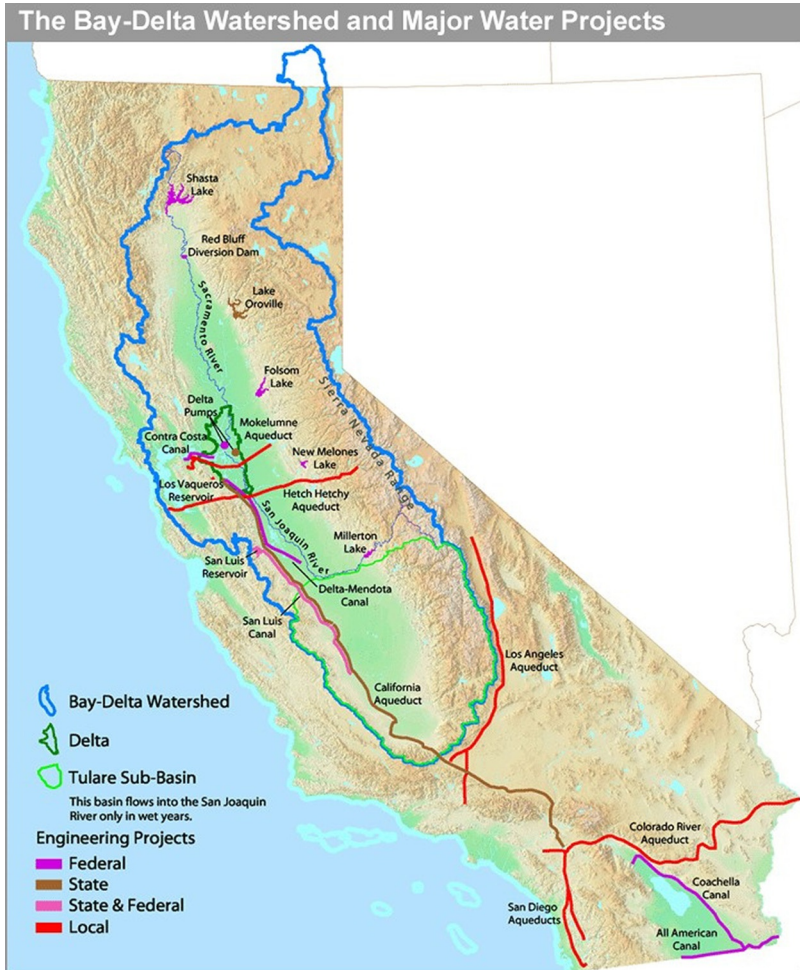 The Bay-Delta Watershed and Major Water Projects
Shasta
Lake
Red Bluff
Diversion Dam
Sacramento River
Lake
Oroville
Folsom
Lake
Sierra Nevada Range
Delta
Pumps
Mokelumne
Aqueduct
Contra Costa
Canal
New Melones
Lake
Los Vaqueros
Reservoir
Hetch Hetchy
Aqueduct
San Joaquin River
Millerton
Lake
San Luis
Reservoir
Delta-Mendota
Canal
San Luis
Canal
Los Angeles
Aqueduct
California
Aqueduct
Bay-Delta Watershed
Delta
Tulare Sub-Basin
This basin flows into the San Joaquin
River only in wet years.
Engineering Projects
Federal
State
State & Federal
Local
Colorado River
Aqueduct
Coachella
Canal
San Diego
Aqueducts
All American
Canal